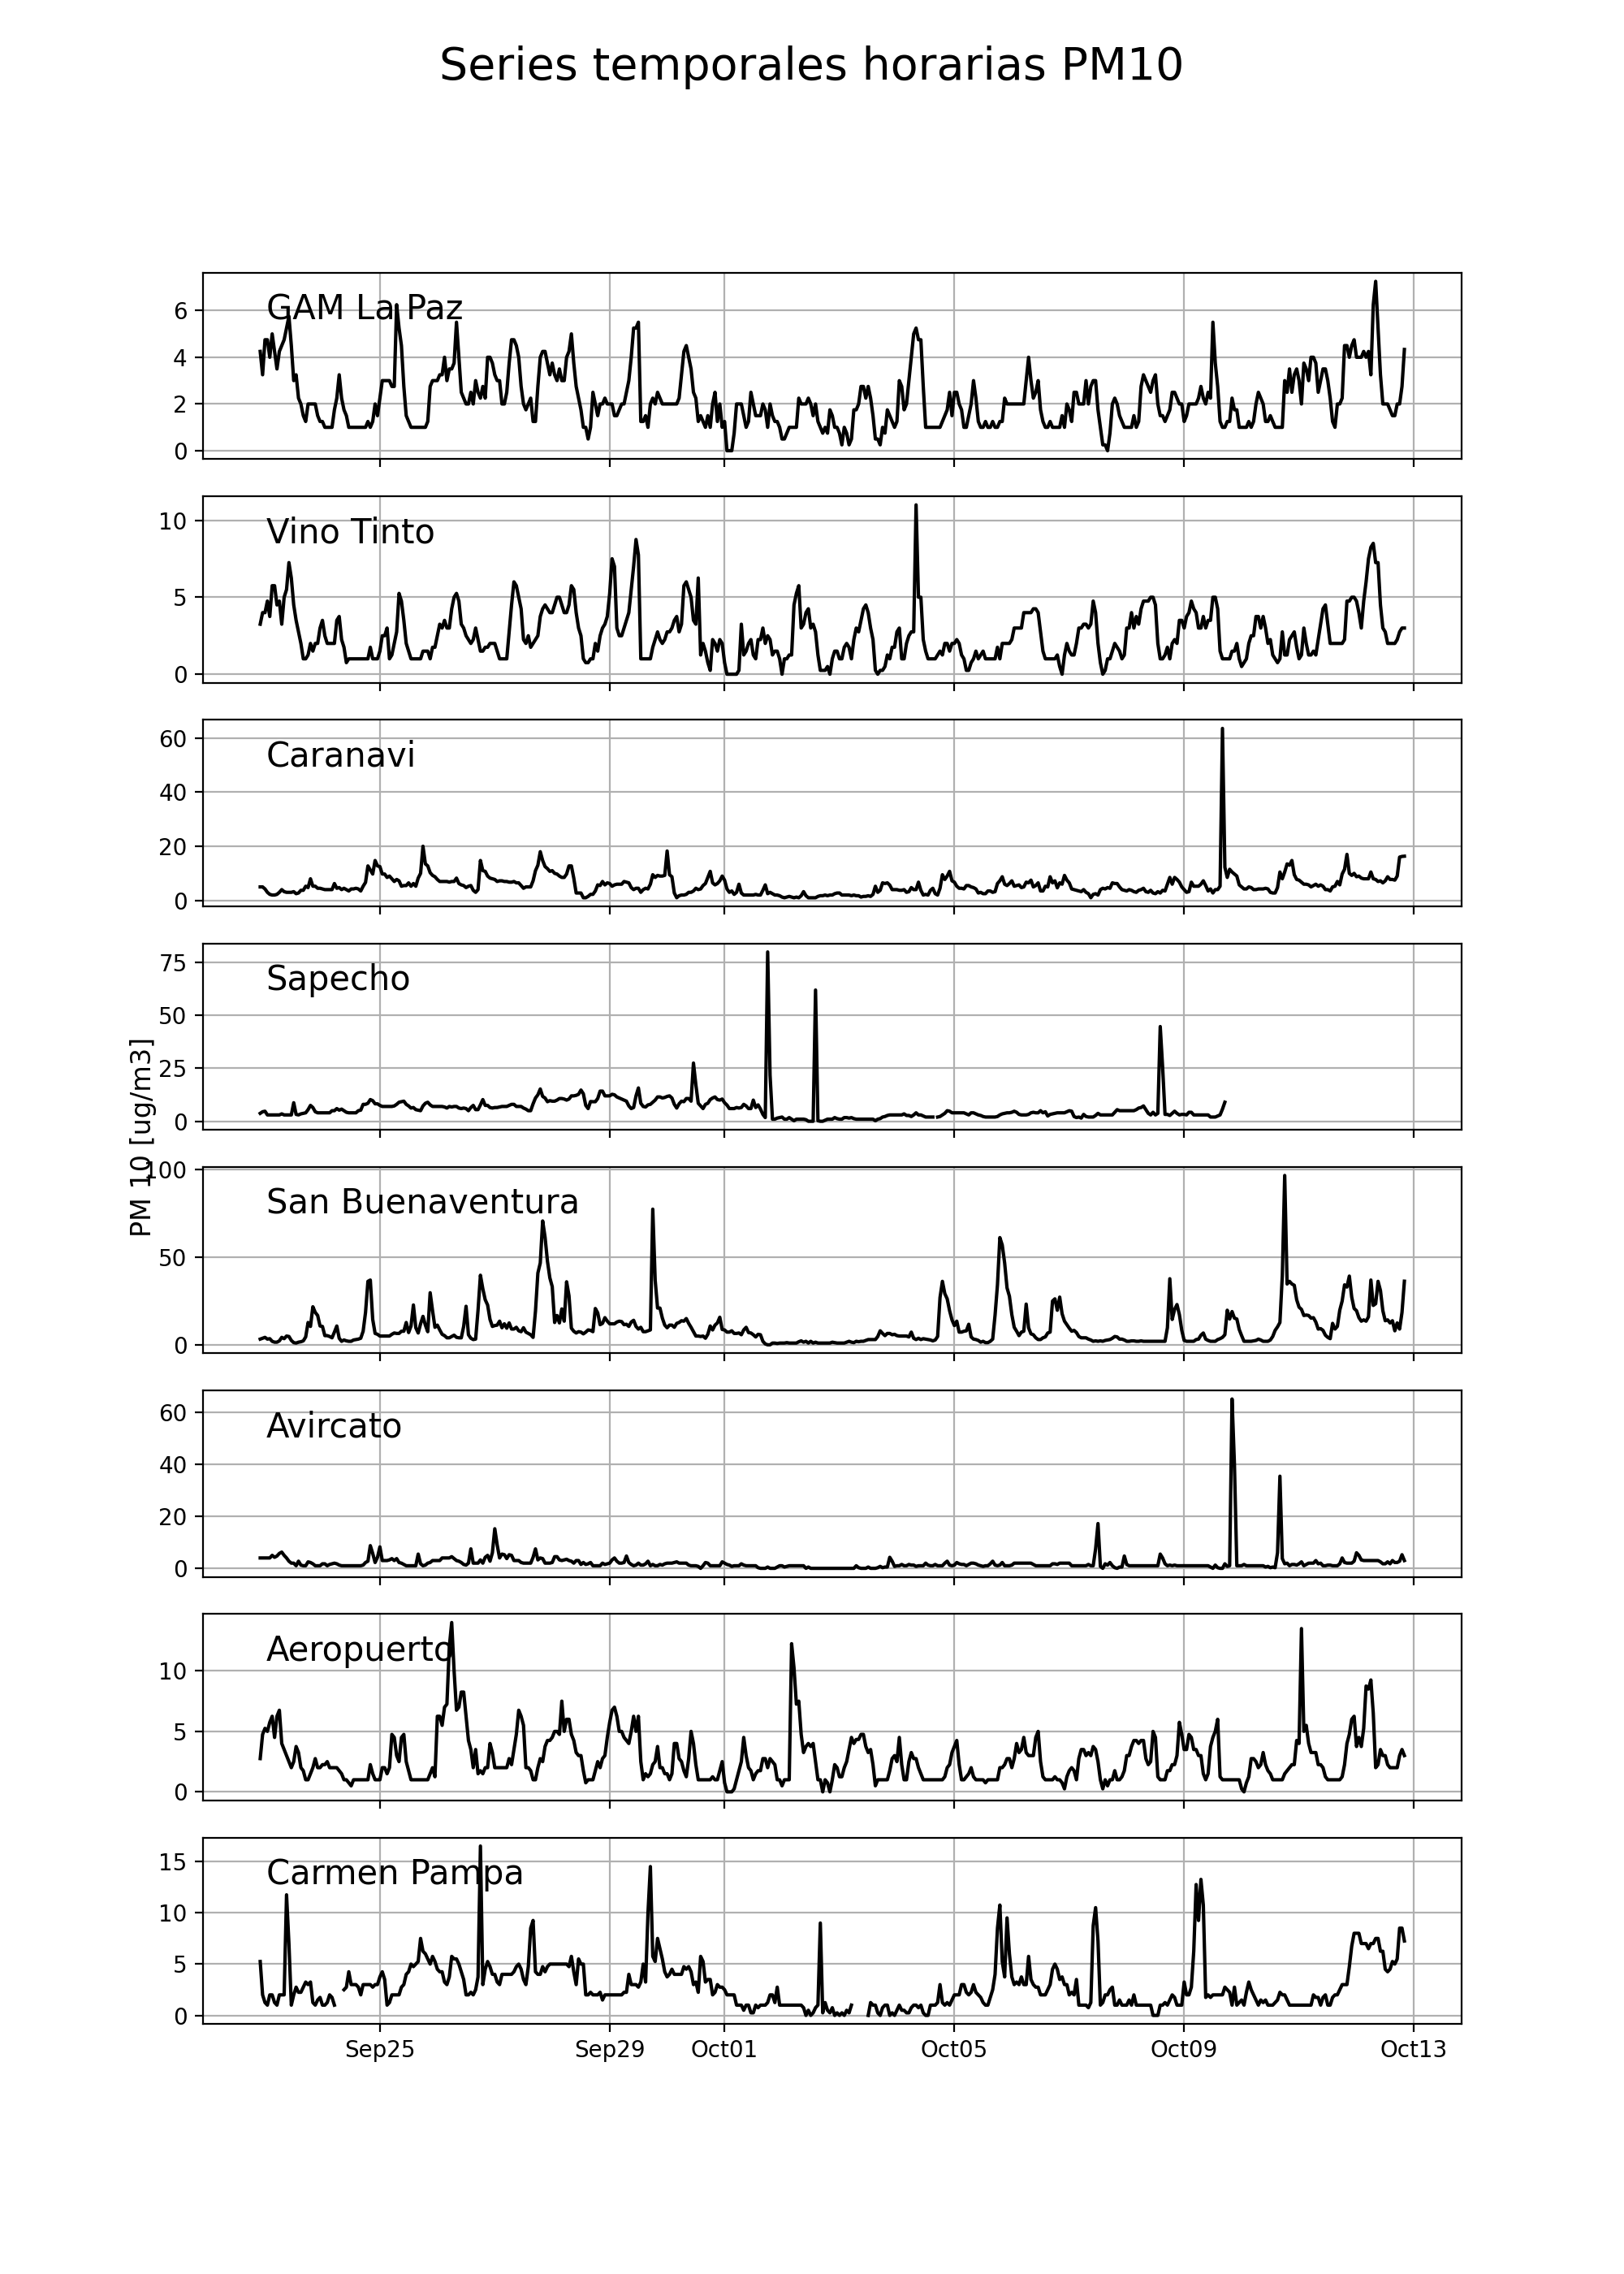 Series temporales horarias PM10
PM 10 [ug/m3]
GAM La Paz
6
4
2
0
Vino Tinto
10
5
0
Caranavi
60
40
20
0
Sapecho
75
50
25
0
San Buenaventura
100
50
0
Avircato
60
40
20
0
Aeropuerto
10
5
0
Carmen Pampa
15
10
5
0
Sep25 Sep29 Oct01 Oct05 Oct09 Oct13